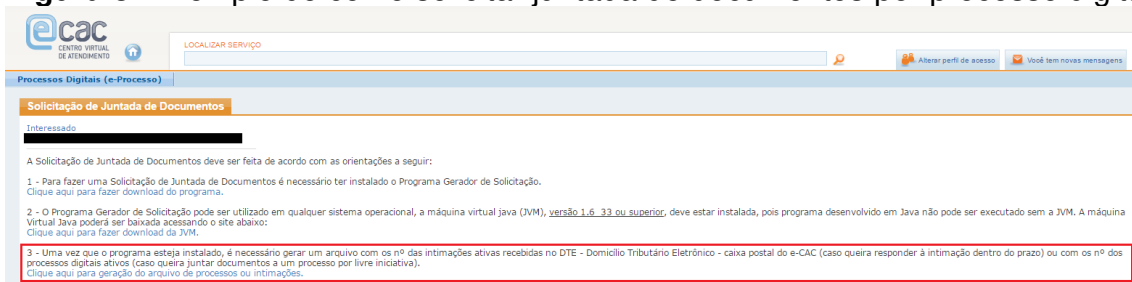 ecac
CENTRO VIRTUAL
DE ATENDIMENTO
LOCALIZAR SERVIÇO
Alterar perfil de acesso
Você tem novas mensagens
Processos Digitais (e-Processo)
Solicitação de Juntada de Documentos
Interessado
A Solicitação de Juntada de Documentos deve ser feita de acordo com as orientações a seguir:
1 - Para fazer uma Solicitação de Juntada de Documentos é necessário ter instalado o Programa Gerador de Solicitação.
Clique aqui para fazer download do programa.
2 - O Programa Gerador de Solicitação pode ser utilizado em qualquer sistema operacional, a máquina virtual java (JVM), versão 1.6_33 ou superior, deve estar instalada, pois programa desenvolvido em Java não pode ser executado sem a JVM. A máquina
Virtual Java poderá ser baixada acessando o site abaixo:
Clique aqui para fazer download da JVM.
3 - Uma vez que o programa esteja instalado, é necessário gerar um arquivo com os nº das intimações ativas recebidas no DTE - Domicílio Tributário Eletrônico - caixa postal do e-CAC (caso queira responder à intimação dentro do prazo) ou com os nº dos
processos digitais ativos (caso queira juntar documentos a um processo por livre iniciativa).
Clique aqui para geração do arquivo de processos ou intimações.